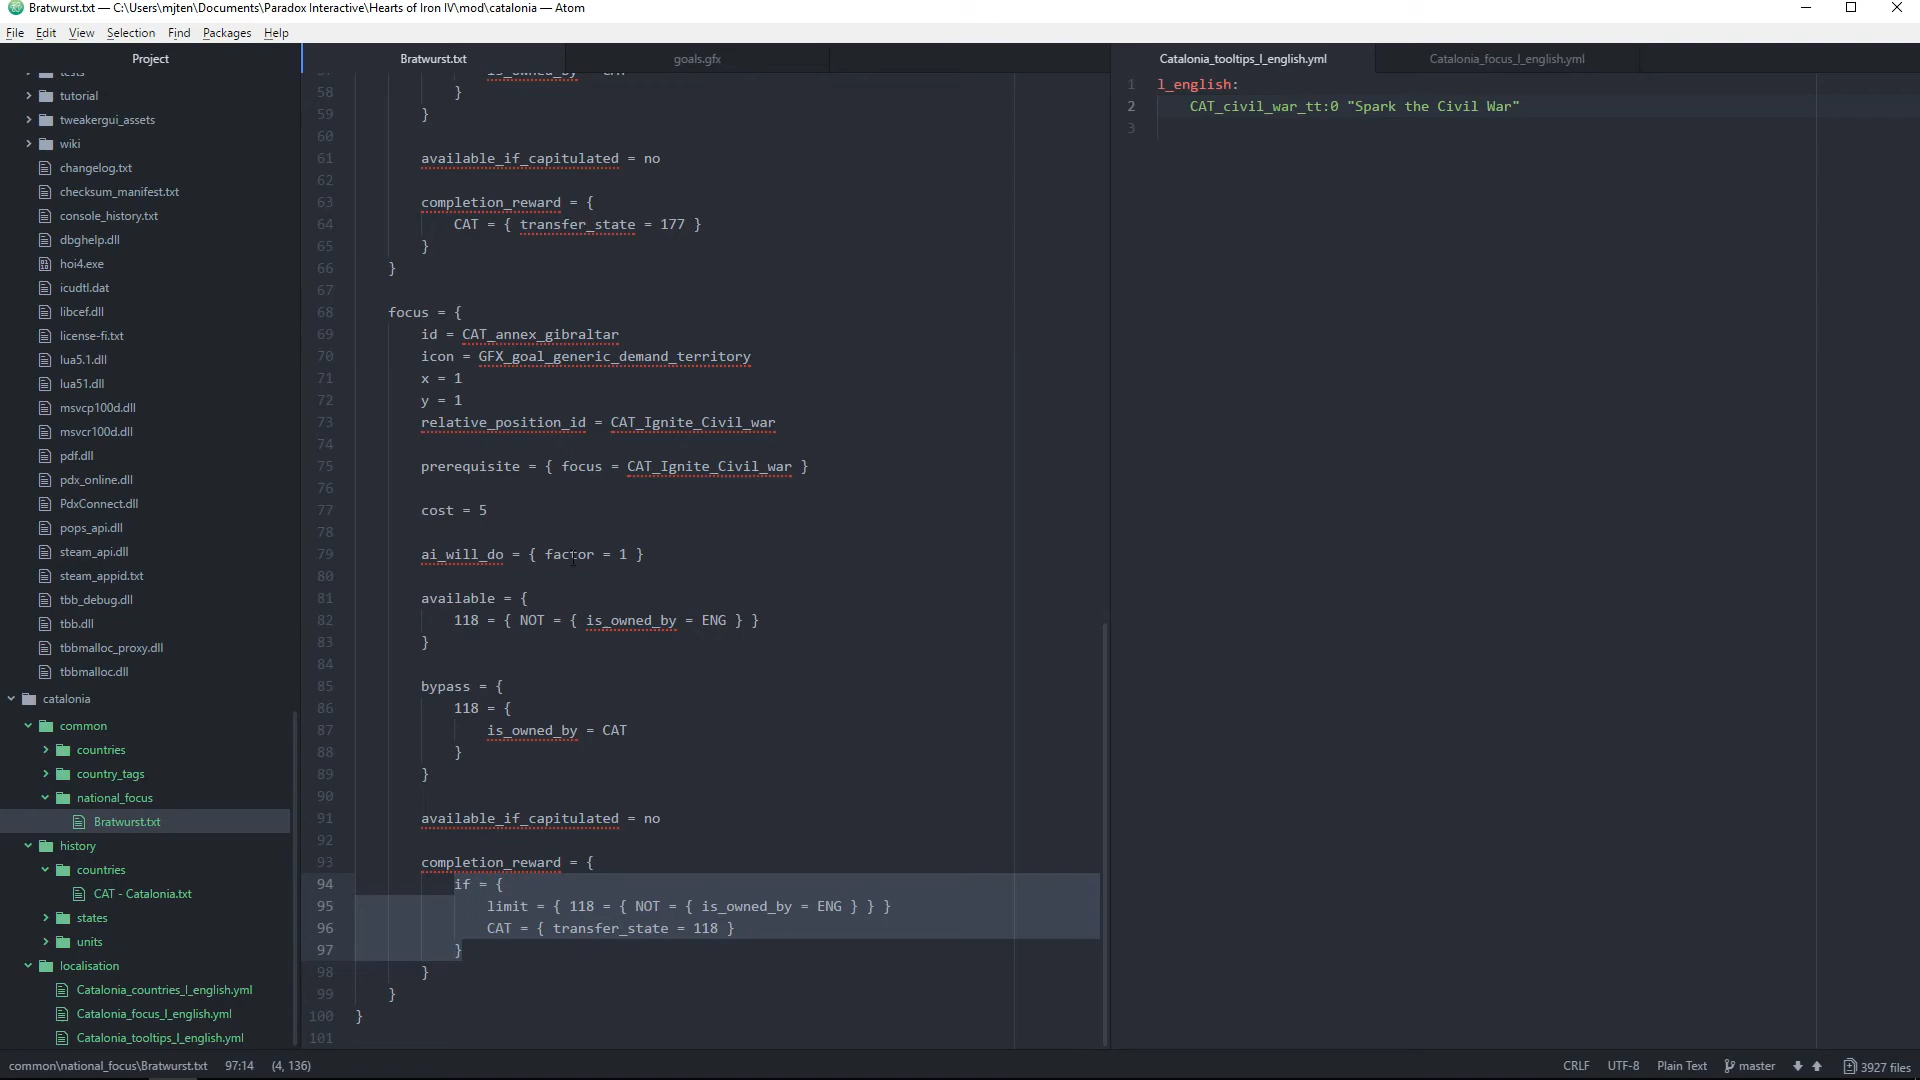 Bratwurst.txt — C:\Users\mjten\Documents\Paradox Interactive\Hearts of Iron IV\mod\catalonia — Atom
File Edit View Selection Find Packages Help
Project
tests
tutorial
tweakergui_assets
wiki
changelog.txt
checksum_manifest.txt
console_history.txt
dbghelp.dll
hoi4.exe
icudtl.dat
libcef.dll
license-fi.txt
lua5.1.dll
lua51.dll
msvcp100d.dll
msvcr100d.dll
pdf.dll
pdx_online.dll
PdxConnect.dll
pops_api.dll
steam_api.dll
steam_appid.txt
tbb_debug.dll
tbb.dll
tbbmalloc_proxy.dll
tbbmalloc.dll
catalonia
common
countries
country_tags
national_focus
Bratwurst.txt
history
countries
CAT - Catalonia.txt
states
units
localisation
Catalonia_countries_l_english.yml
Catalonia_focus_l_english.yml
Catalonia_tooltips_l_english.yml
Bratwurst.txt goals.gfx
57 is_owned_by = CAT
58 }
59 }
60
61 available_if_capitulated = no
62
63 completion_reward = {
64 CAT = { transfer_state = 177 }
65 }
66 }
67
68 focus = {
69 id = CAT_annex_gibraltar
70 icon = GFX_goal_generic_demand_territory
71 x = 1
72 y = 1
73 relative_position_id = CAT_Ignite_Civil_war
74
75 prerequisite = { focus = CAT_Ignite_Civil_war }
76
77 cost = 5
78
79 ai_will_do = { factor = 1 }
80
81 available = {
82 118 = { NOT = { is_owned_by = ENG } }
83 }
84
85 bypass = {
86 118 = {
87 is_owned_by = CAT
88 }
89 }
90
91 available_if_capitulated = no
92
93 completion_reward = {
94 if = {
95 limit = { 118 = { NOT = { is_owned_by = ENG } } }
96 CAT = { transfer_state = 118 }
97 }
98 }
99 }
100 }
101
Catalonia_tooltips_l_english.yml Catalonia_focus_l_english.yml
1 l_english:
2 CAT_civil_war_tt:0 "Spark the Civil War"
3
common\national_focus\Bratwurst.txt 97:14 (4, 136) CRLF UTF-8 Plain Text master 3927 files